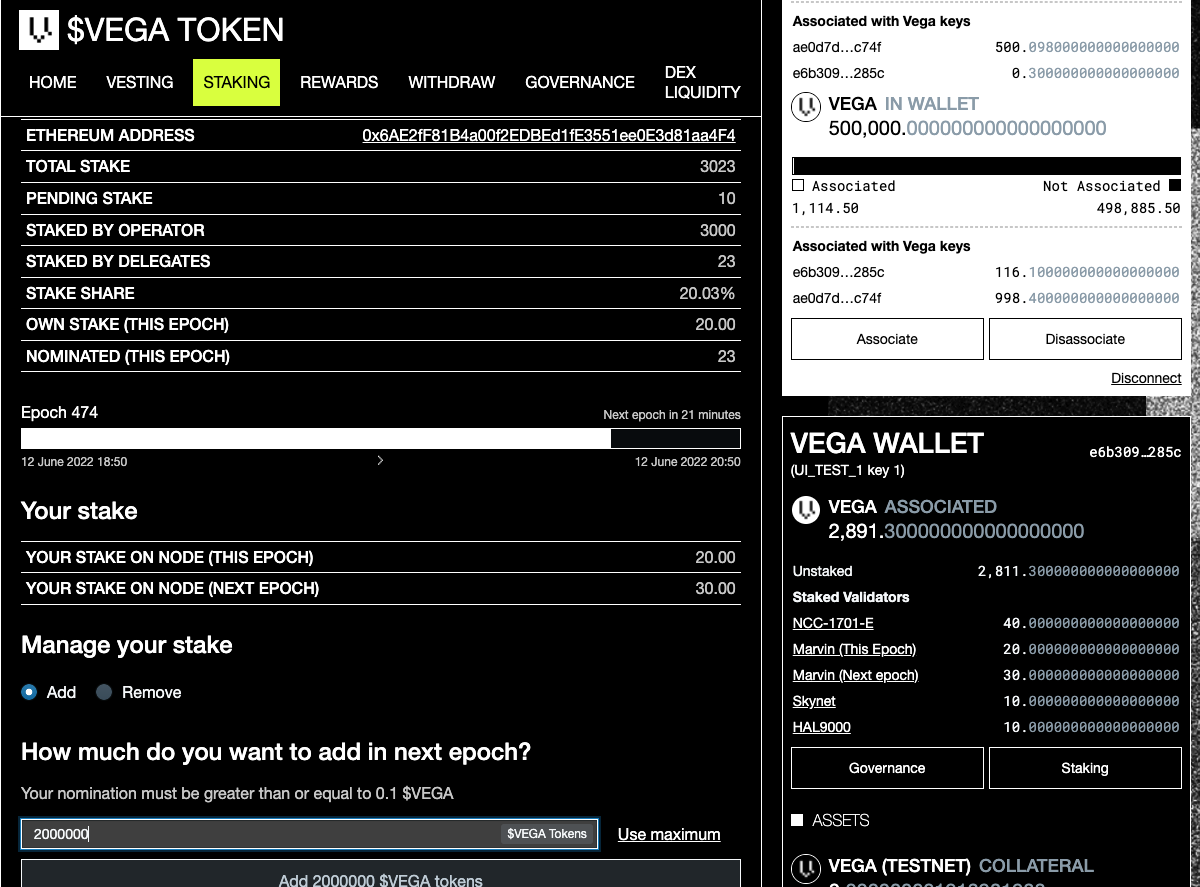 $VEGA TOKEN
HOME VESTING STAKING REWARDS WITHDRAW GOVERNANCE DEX LIQUIDITY
ETHEREUM ADDRESS 0x6AE2fF81B4a00f2EDBEd1fE3551ee0E3d81aa4F4
TOTAL STAKE 3023
PENDING STAKE 10
STAKED BY OPERATOR 3000
STAKED BY DELEGATES 23
STAKE SHARE 20.03%
OWN STAKE (THIS EPOCH) 20.00
NOMINATED (THIS EPOCH) 23
Epoch 474 Next epoch in 21 minutes
12 June 2022 18:50 12 June 2022 20:50
Your stake
YOUR STAKE ON NODE (THIS EPOCH) 20.00
YOUR STAKE ON NODE (NEXT EPOCH) 30.00
Manage your stake
Add Remove
How much do you want to add in next epoch?
Your nomination must be greater than or equal to 0.1 $VEGA
2000000 $VEGA Tokens Use maximum
Add 2000000 $VEGA tokens
Associated with Vega keys
ae0d7d…c74f 500.098000000000000000
e6b309…285c 0.300000000000000000
VEGA IN WALLET
500,000.000000000000000000
Associated Not Associated
1,114.50 498,885.50
Associated with Vega keys
e6b309…285c 116.100000000000000000
ae0d7d…c74f 998.400000000000000000
Associate Disassociate
Disconnect
VEGA WALLET e6b309…285c
(UI_TEST_1 key 1)
VEGA ASSOCIATED
2,891.300000000000000000
Unstaked 2,811.300000000000000000
Staked Validators
NCC-1701-E 40.000000000000000000
Marvin (This Epoch) 20.000000000000000000
Marvin (Next epoch) 30.000000000000000000
Skynet 10.000000000000000000
HAL9000 10.000000000000000000
Governance Staking
ASSETS
VEGA (TESTNET) COLLATERAL